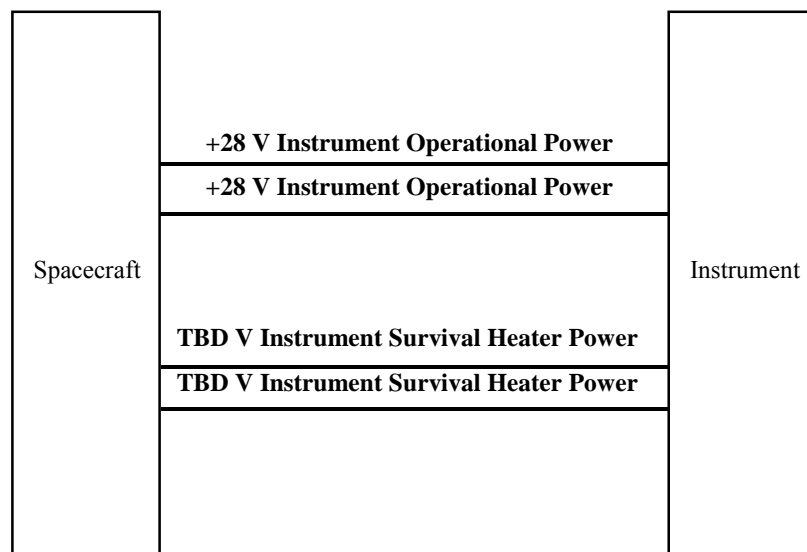 +28 V Instrument Operational Power
+28 V Instrument Operational Power
Spacecraft
Instrument
TBD V Instrument Survival Heater Power
TBD V Instrument Survival Heater Power